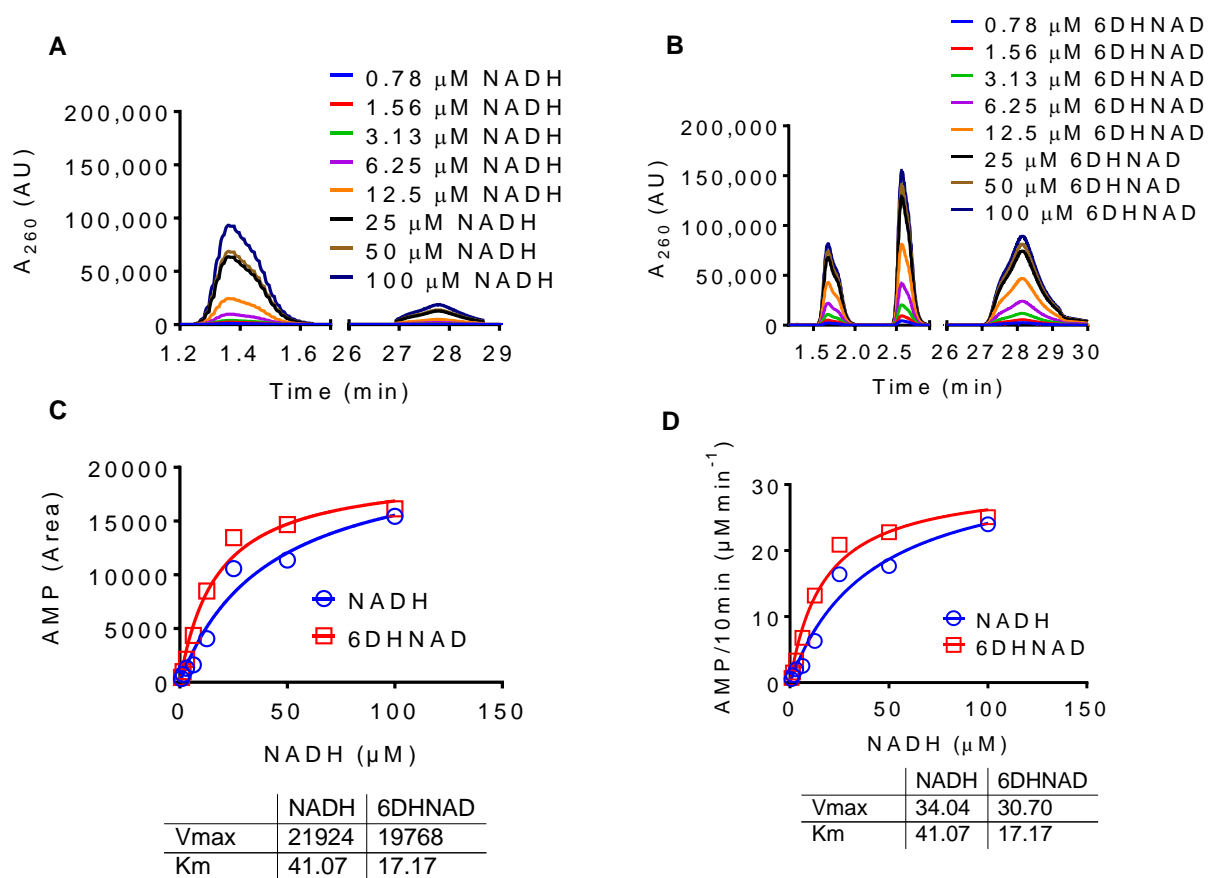 A
0.78 μM NADH
1.56 μM NADH
3.13 μM NADH
6.25 μM NADH
12.5 μM NADH
25 μM NADH
50 μM NADH
100 μM NADH
200,000
150,000
100,000
50,000
0
A260 (AU)
1.2 1.4 1.6 26 27 28 29
Time (min)
B
0.78 μM 6DHNAD
1.56 μM 6DHNAD
3.13 μM 6DHNAD
6.25 μM 6DHNAD
12.5 μM 6DHNAD
25 μM 6DHNAD
50 μM 6DHNAD
100 μM 6DHNAD
200,000
150,000
100,000
50,000
0
A260 (AU)
1.5 2.0 2.5 26 27 28 29 30
Time (min)
C
20000
15000
10000
5000
0
AMP (Area)
NADH
6DHNAD
0 50 100 150
NADH (μM)
NADH 6DHNAD
Vmax 21924 19768
Km 41.07 17.17
D
30
20
10
0
AMP/10min (μM min-1)
NADH
6DHNAD
0 50 100 150
NADH (μM)
NADH 6DHNAD
Vmax 34.04 30.70
Km 41.07 17.17